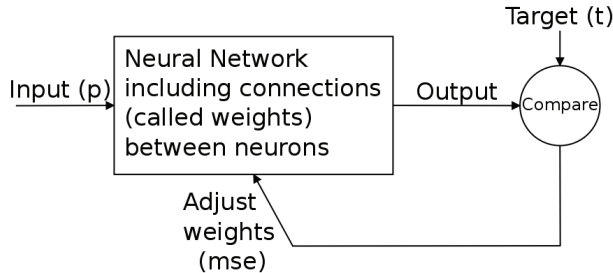 Target (t)
Neural Network
including connections
(called weights)
between neurons
Input (p)
Output
Compare
Adjust
weights
(mse)